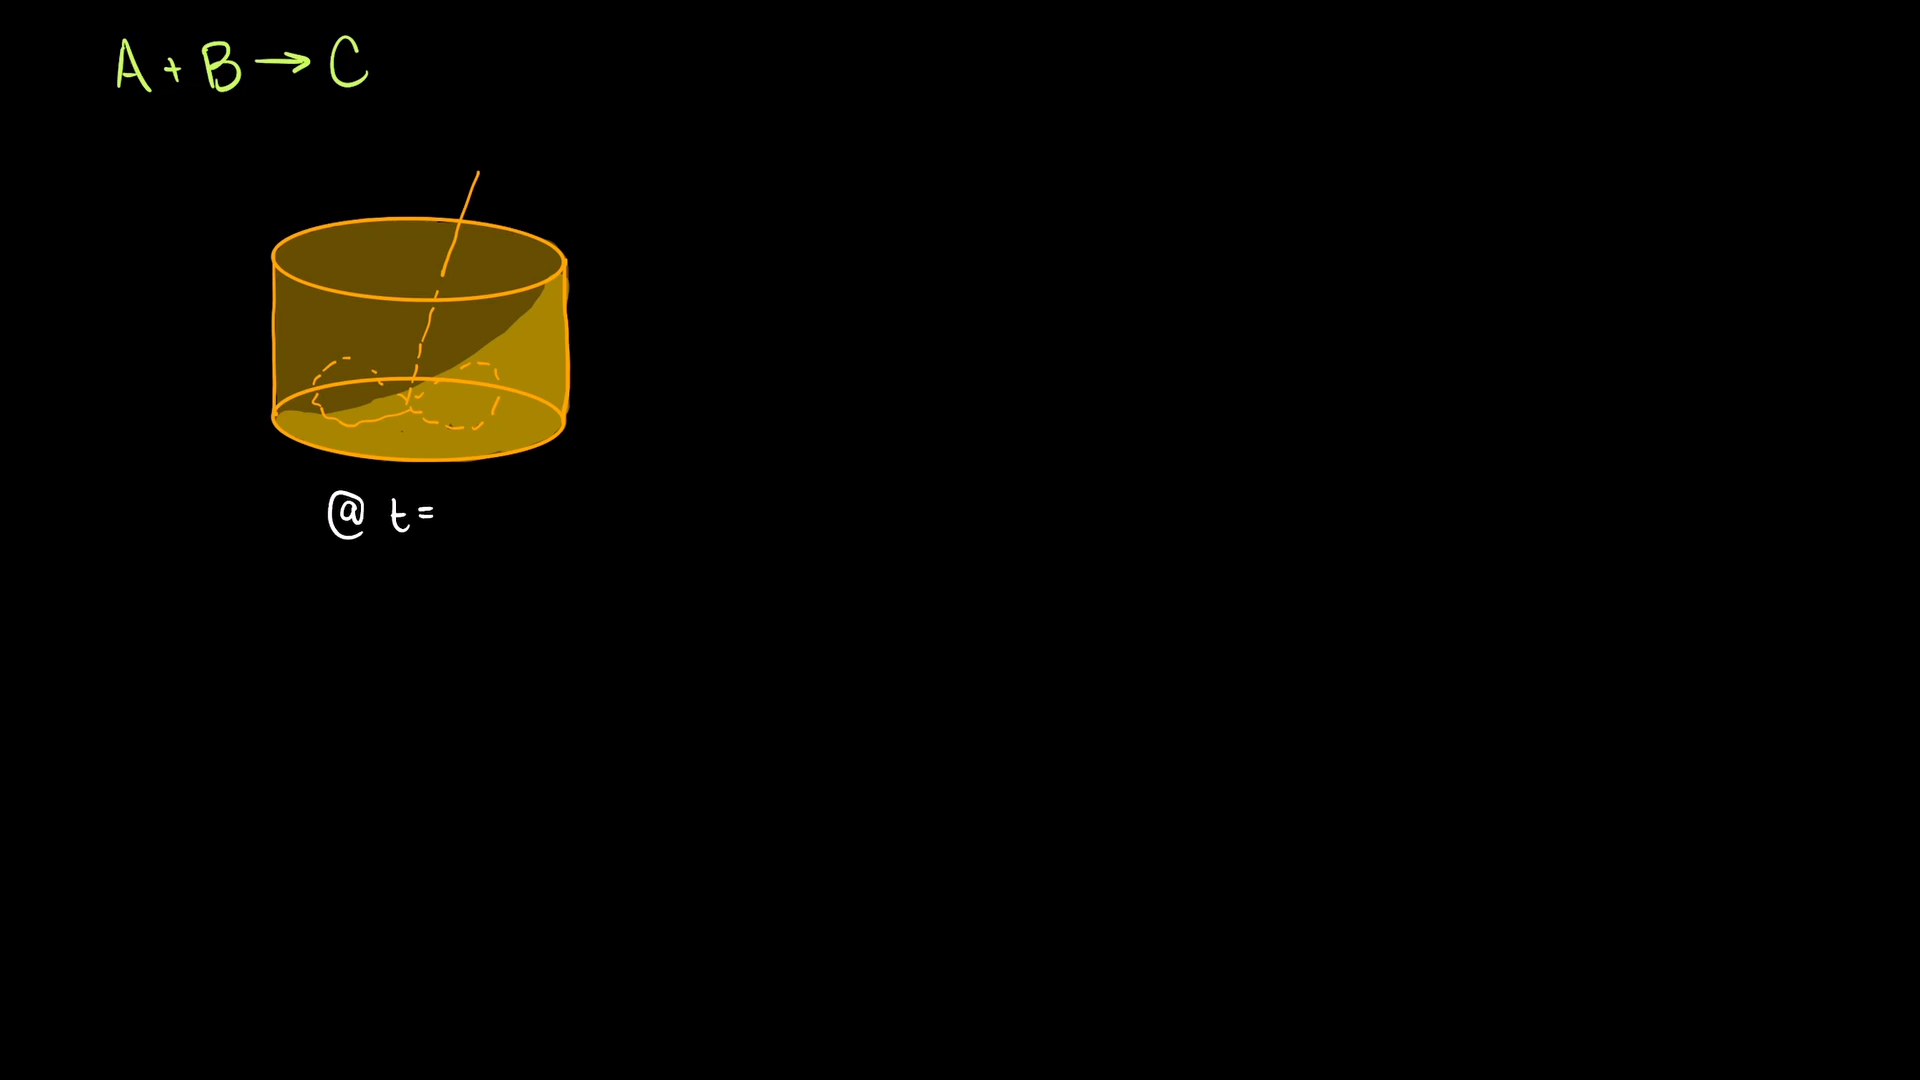 A + B → C
@ t =